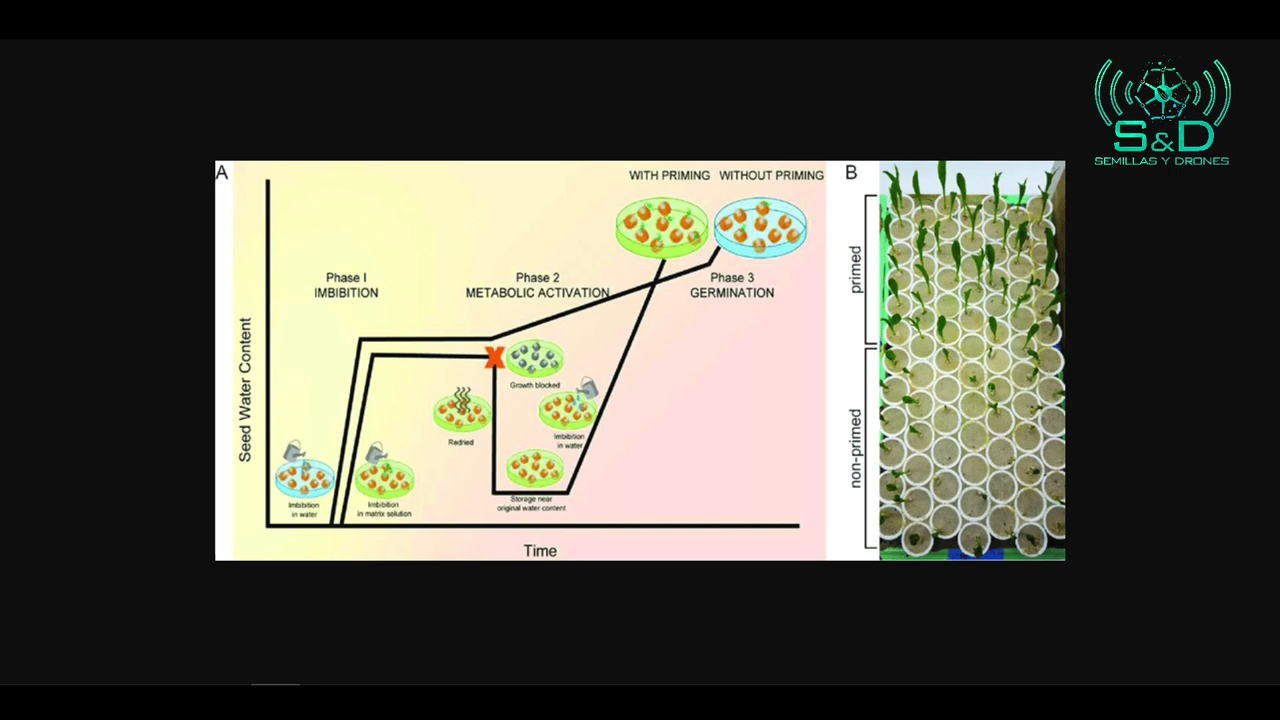 S&D
SEMILLAS Y DRONES
A
WITH PRIMING
WITHOUT PRIMING
B
Phase I
IMBIBITION
Phase 2
METABOLIC ACTIVATION
Phase 3
GERMINATION
primed
non-primed
Seed Water Content
Growth blocked
Redried
Imbibition
in water
Imbibition
in water
Imbibition
in matrix solution
Storage near
original water content
Time